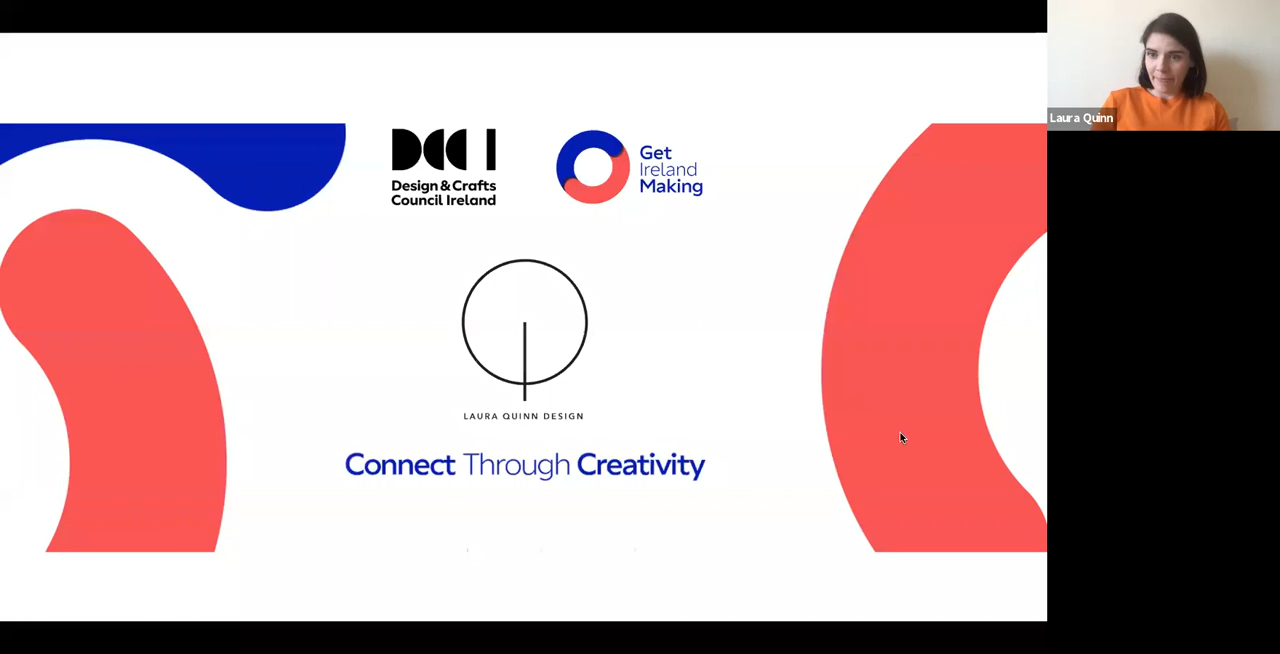 Laura Quinn
DCCI
Design & Crafts
Council Ireland
Get
Ireland
Making
LAURA QUINN DESIGN
Connect Through Creativity